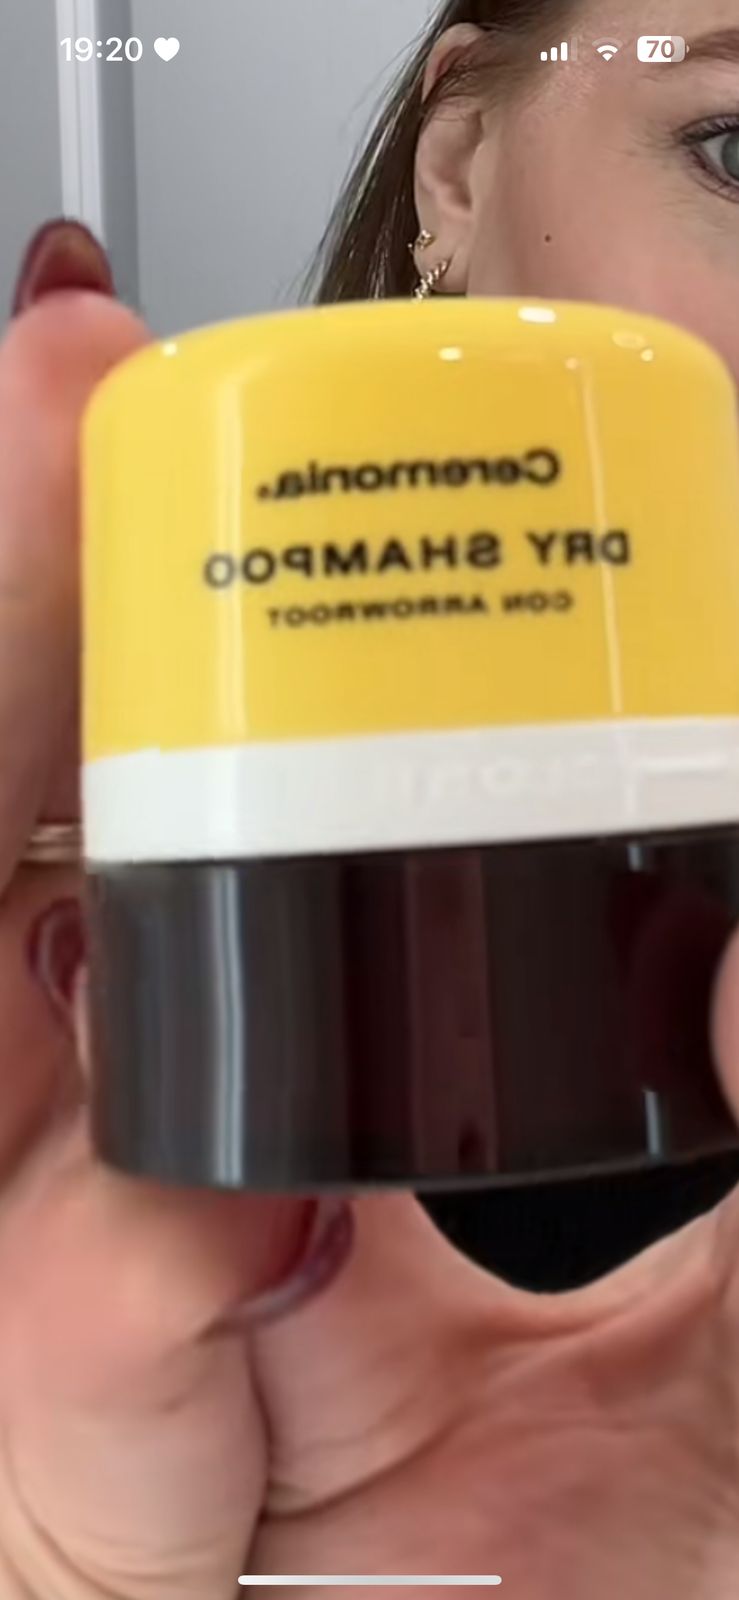 19:20
70
Ceremonia.
DRY SHAMPOO
CON ARROWROOT